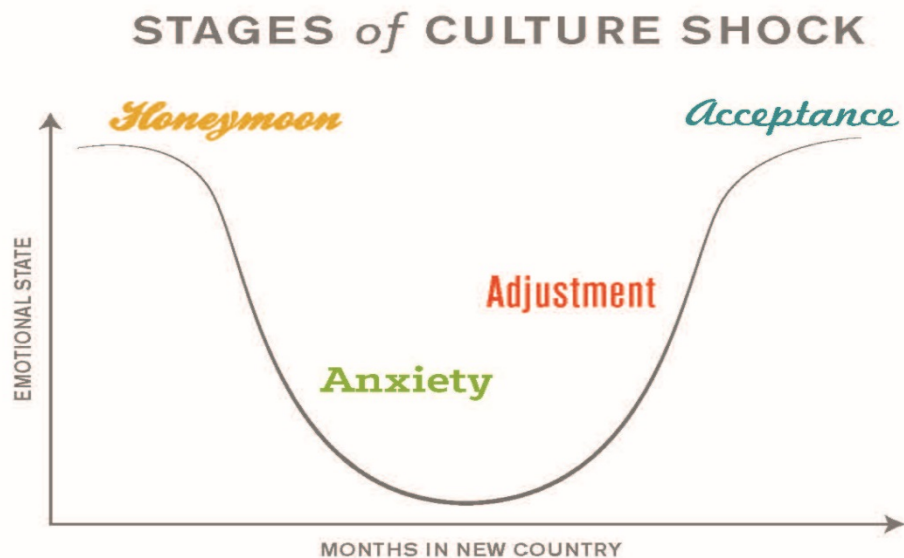 STAGES of CULTURE SHOCK
Honeymoon
Acceptance
EMOTIONAL STATE
Adjustment
Anxiety
MONTHS IN NEW COUNTRY